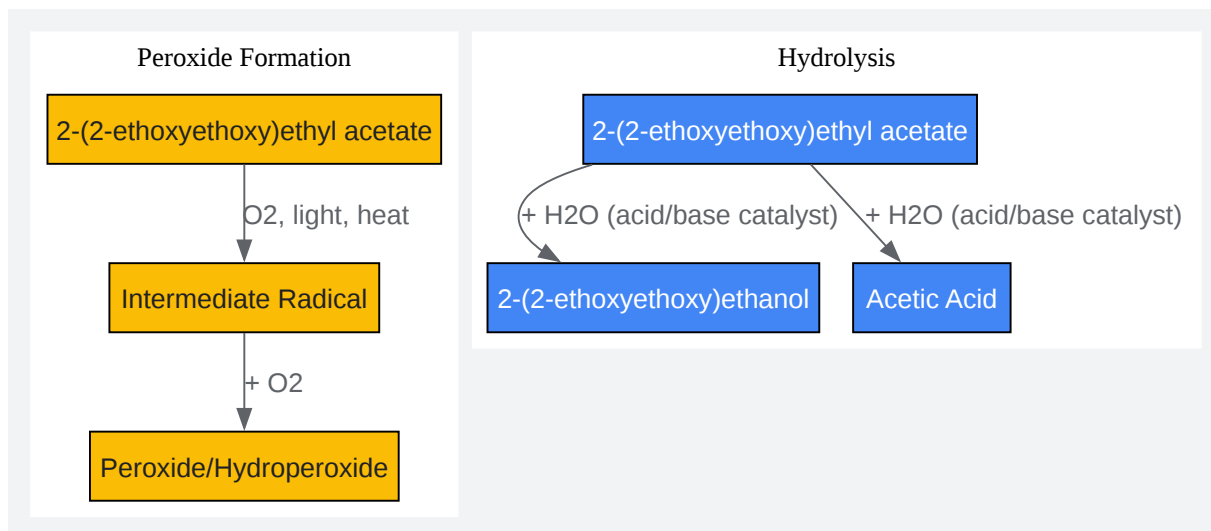 Peroxide Formation
2-(2-ethoxyethoxy)ethyl acetate
O2, light, heat
Intermediate Radical
+ O2
Peroxide/Hydroperoxide
Hydrolysis
2-(2-ethoxyethoxy)ethyl acetate
+ H2O (acid/base catalyst)
+ H2O (acid/base catalyst)
2-(2-ethoxyethoxy)ethanol
Acetic Acid